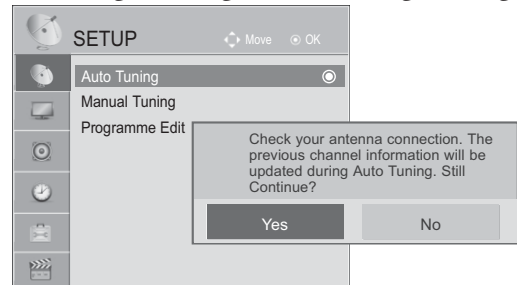 SETUP
Move OK
Auto Tuning
Manual Tuning
Programme Edit
Check your antenna connection. The
previous channel information will be
updated during Auto Tuning. Still
Continue?
Yes No